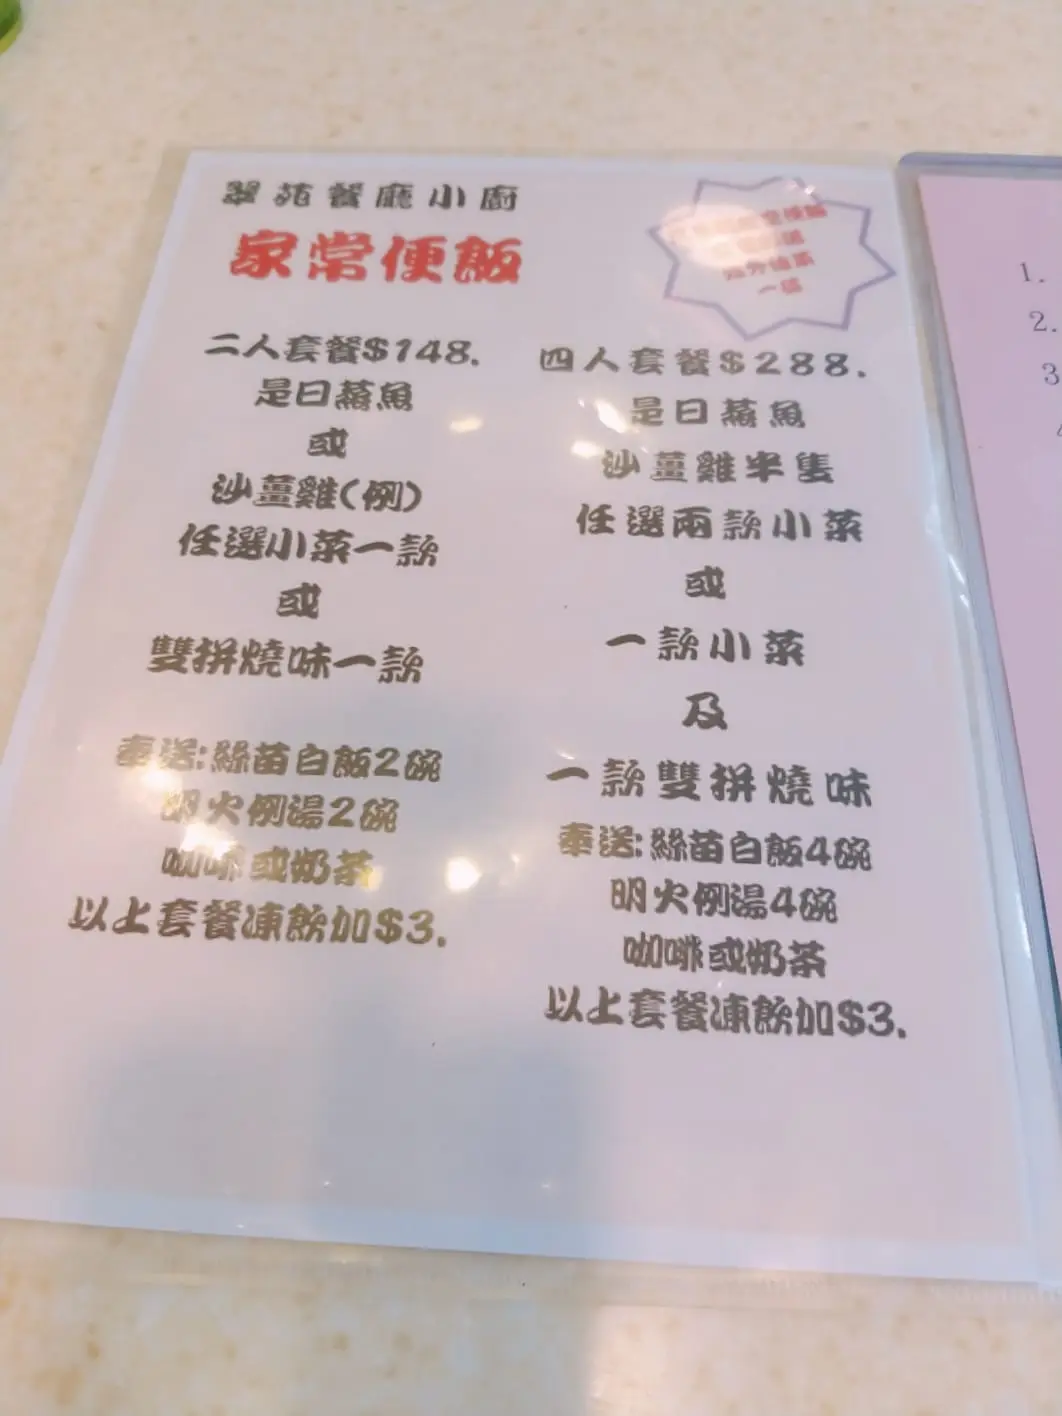 翠苑餐廳小廚
家常便飯
便飯
一碟
二人套餐$148.
是日蒸魚
或
沙薑雞(例)
任選小菜一款
或
雙拼燒味一款
奉送:絲苗白飯2碗
明火例湯2碗
咖啡或奶茶
以上套餐凍飲加$3.
四人套餐$288.
是日蒸魚
沙薑雞半隻
任選兩款小菜
或
一款小菜
及
一款雙拼燒味
奉送:絲苗白飯4碗
明火例湯4碗
咖啡或奶茶
以上套餐凍飲加$3.
1.
2.
3